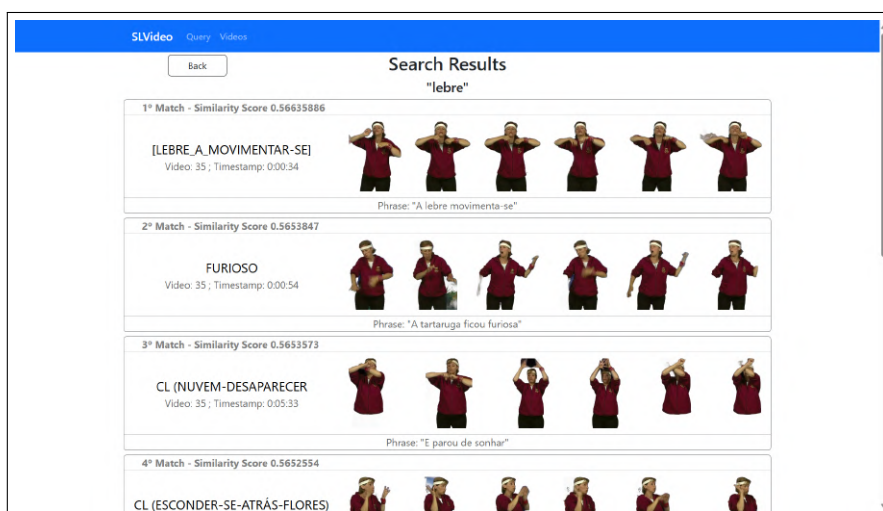 SLVideo Query Videos
Back
Search Results
"lebre"
1º Match - Similarity Score 0.56635886
[LEBRE_A_MOVIMENTAR-SE]
Video: 35 ; Timestamp: 0:00:34
Phrase: "A lebre movimenta-se"
2º Match - Similarity Score 0.5653847
FURIOSO
Video: 35 ; Timestamp: 0:00:54
Phrase: "A tartaruga ficou furiosa"
3º Match - Similarity Score 0.5653573
CL (NUVEM-DESAPARECER
Video: 35 ; Timestamp: 0:05:33
Phrase: "E parou de sonhar"
4º Match - Similarity Score 0.5652554
CL (ESCONDER-SE-ATRÁS-FLORES)